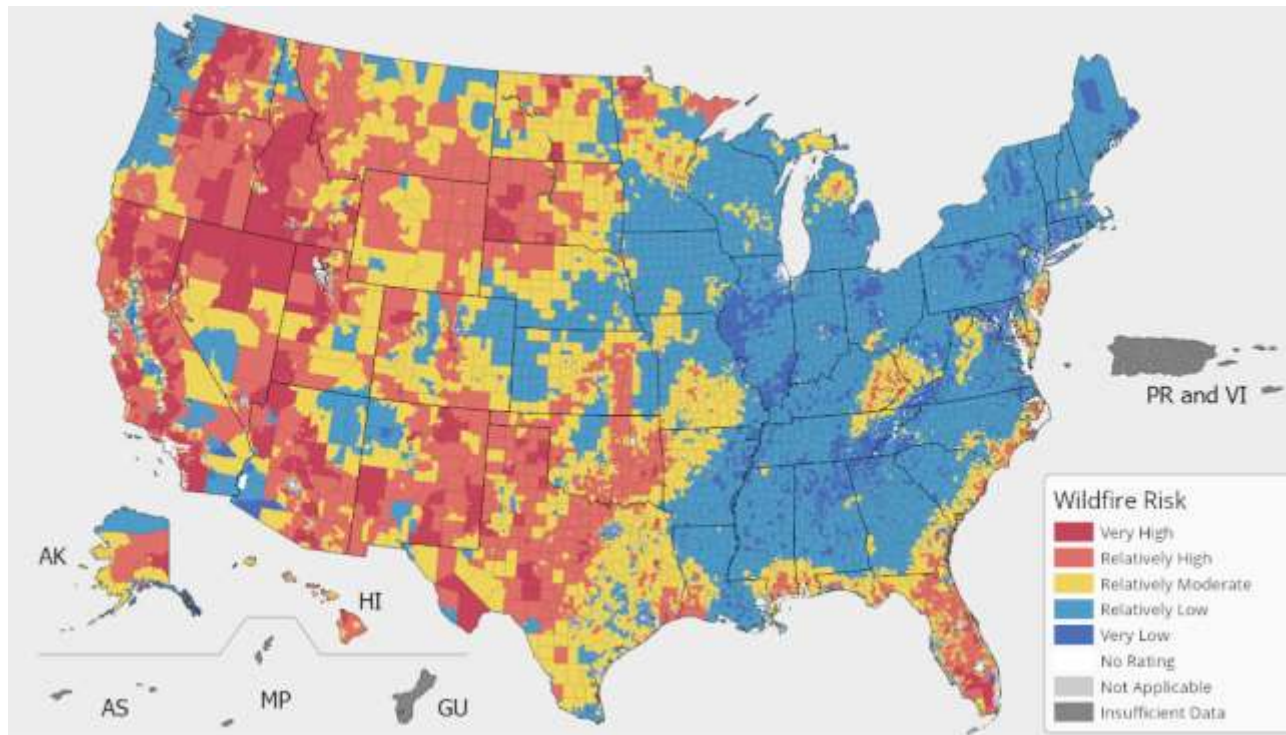 PR and VI
AK
HI
AS
MP
GU
Wildfire Risk
Very High
Relatively High
Relatively Moderate
Relatively Low
Very Low
No Rating
Not Applicable
Insufficient Data